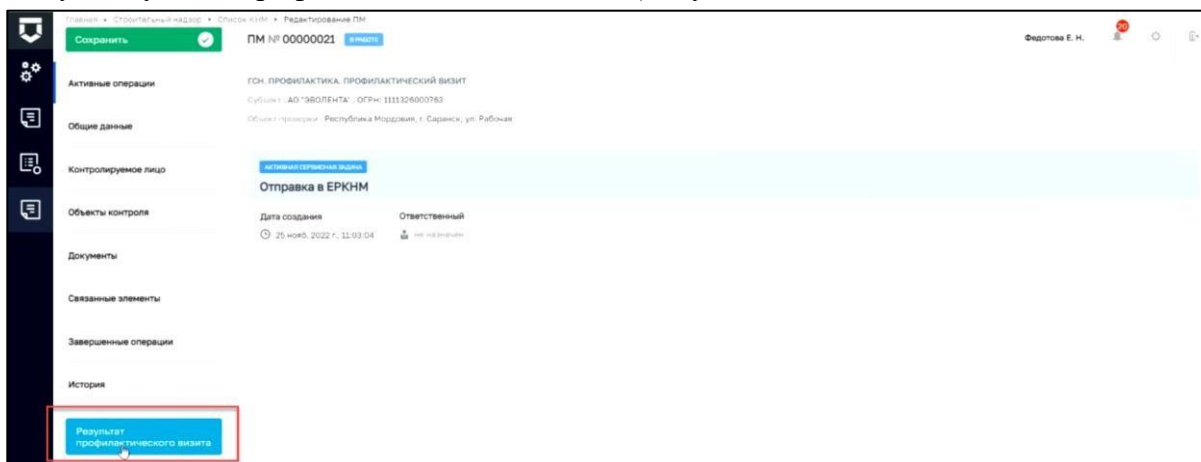 Главная • Строительный надзор • Список КНМ • Редактирование ПМ
Сохранить
ПМ № 00000021 В РАБОТЕ
20
Федотова Е. Н.
Активные операции
ГСН. ПРОФИЛАКТИКА. ПРОФИЛАКТИЧЕСКИЙ ВИЗИТ
Субъект : АО "ЭВОЛЕНТА" , ОГРН: 1111326000763
Объект проверки : Республика Мордовия, г. Саранск, ул. Рабочая
Общие данные
Контролируемое лицо
АКТИВНАЯ СЕРВИСНАЯ ЗАДАЧА
Отправка в ЕРКНМ
Объекты контроля
Дата создания
Ответственный
25 нояб. 2022 г., 11:03:04
не назначен
Документы
Связанные элементы
Завершенные операции
История
Результат
профилактического визита